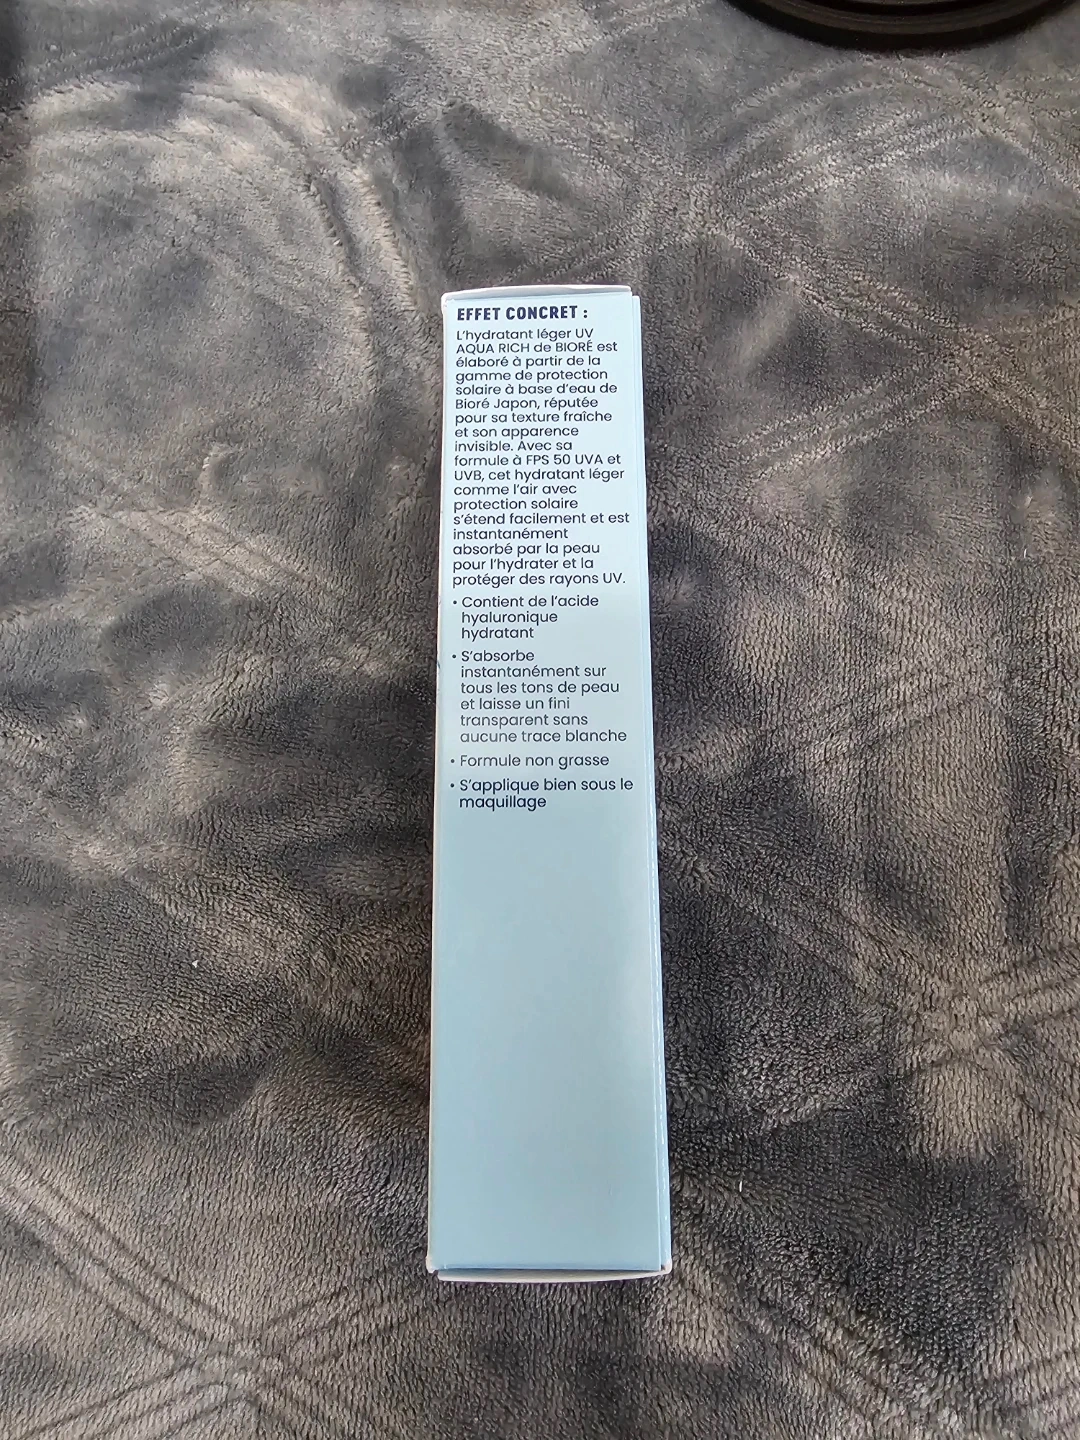 EFFET CONCRET :
L'hydratant léger UV
AQUA RICH de BIORÉ est
élaboré à partir de la
gamme de protection
solaire à base d'eau de
Bioré Japon, réputée
pour sa texture fraîche
et son apparence
invisible. Avec sa
formule à FPS 50 UVA et
UVB, cet hydratant léger
comme l'air avec
protection solaire
s'étend facilement et est
instantanément
absorbé par la peau
pour l'hydrater et la
protéger des rayons UV.
• Contient de l'acide
hyaluronique
hydratant
• S'absorbe
instantanément sur
tous les tons de peau
et laisse un fini
transparent sans
aucune trace blanche
• Formule non grasse
• S'applique bien sous le
maquillage